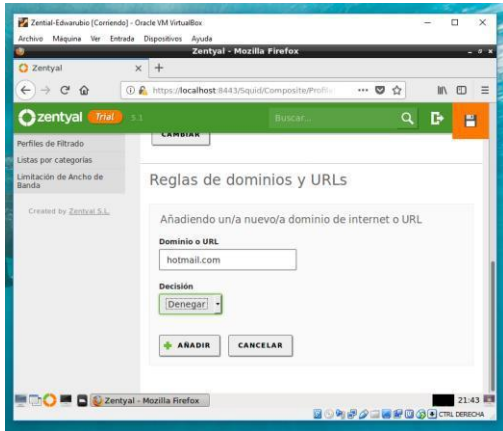 Zential-Edwarubio [Corriendo] - Oracle VM VirtualBox
Archivo Máquina Ver Entrada Dispositivos Ayuda
Zentyal - Mozilla Firefox
Zentyal
https://localhost:8443/Squid/Composite/Profil
zentyal Trial 5.1 Buscar...
CAMBIAR
Perfiles de Filtrado
Listas por categorías
Limitación de Ancho de
Banda
Created by Zentyal S.L.
Reglas de dominios y URLs
Añadiendo un/a nuevo/a dominio de internet o URL
Dominio o URL
hotmail.com
Decisión
Denegar
AÑADIR CANCELAR
Zentyal - Mozilla Firefox
21:43
CTRL DERECHA